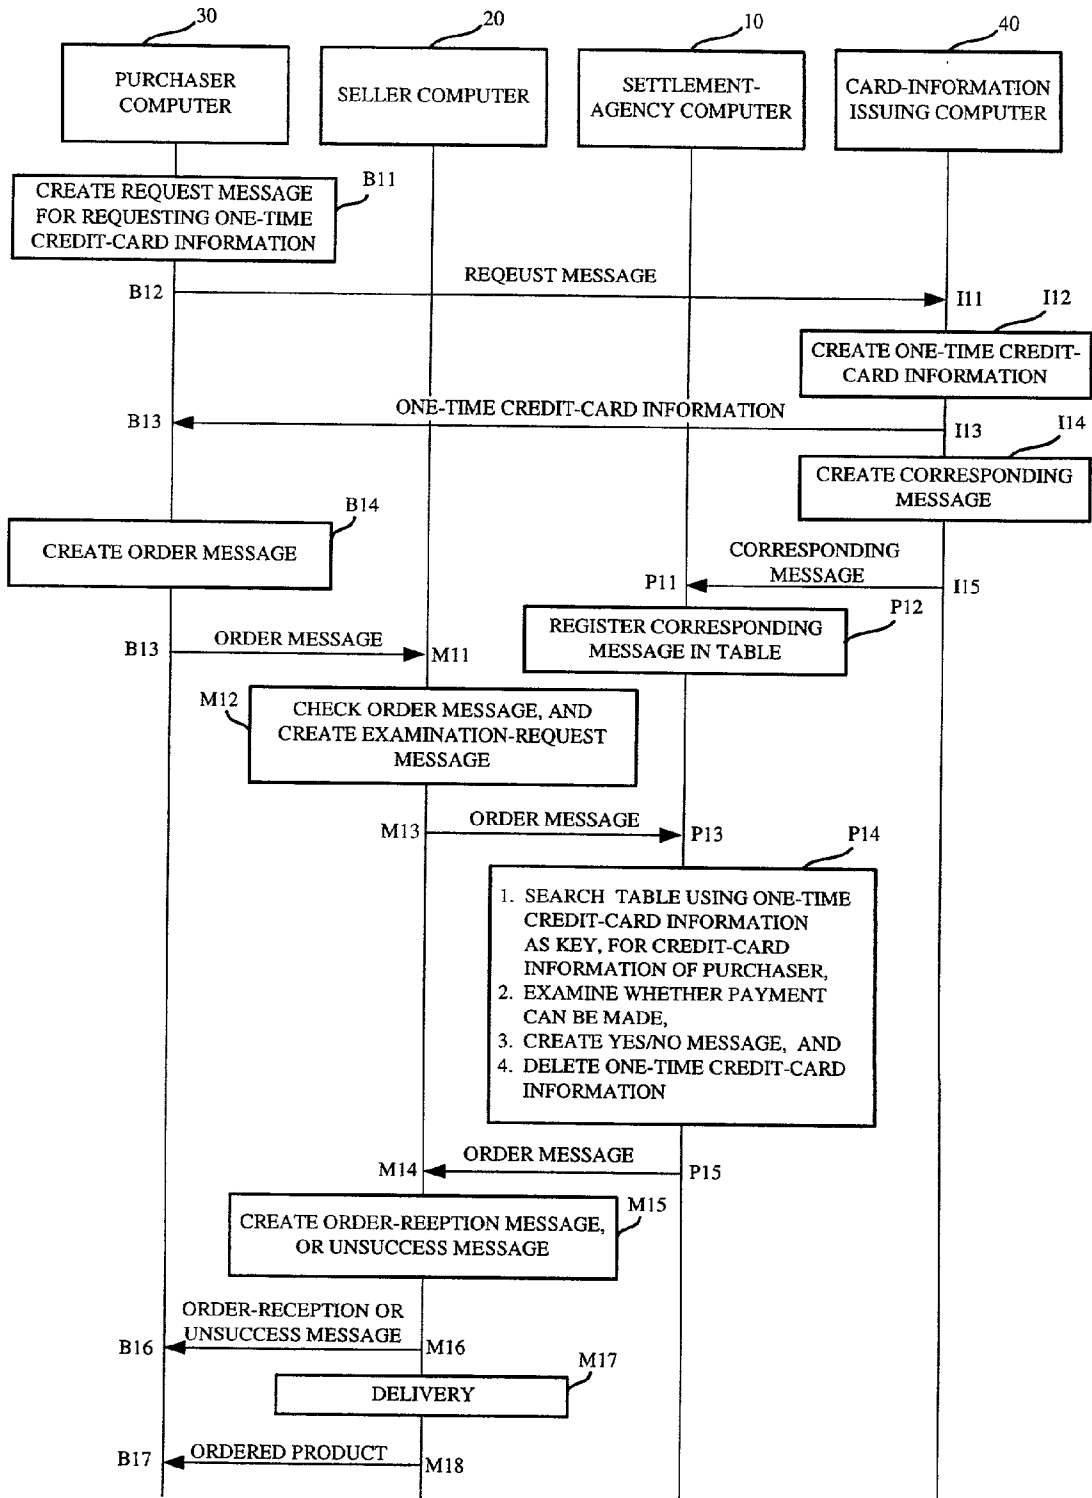 30
20
10
40
PURCHASER
COMPUTER
SELLER COMPUTER
SETTLEMENT-
AGENCY COMPUTER
CARD-INFORMATION
ISSUING COMPUTER
B11
CREATE REQUEST MESSAGE
FOR REQUESTING ONE-TIME
CREDIT-CARD INFORMATION
B12
REQEUST MESSAGE
I11
I12
CREATE ONE-TIME CREDIT-
CARD INFORMATION
B13
ONE-TIME CREDIT-CARD INFORMATION
I13
I14
CREATE CORRESPONDING
MESSAGE
B14
CREATE ORDER MESSAGE
CORRESPONDING
MESSAGE
P11
I15
P12
REGISTER CORRESPONDING
MESSAGE IN TABLE
B13
ORDER MESSAGE
M11
M12
CHECK ORDER MESSAGE, AND
CREATE EXAMINATION-REQUEST
MESSAGE
M13
ORDER MESSAGE
P13
P14
1. SEARCH TABLE USING ONE-TIME
CREDIT-CARD INFORMATION
AS KEY, FOR CREDIT-CARD
INFORMATION OF PURCHASER,
2. EXAMINE WHETHER PAYMENT
CAN BE MADE,
3. CREATE YES/NO MESSAGE, AND
4. DELETE ONE-TIME CREDIT-CARD
INFORMATION
M14
ORDER MESSAGE
P15
M15
CREATE ORDER-REEPTION MESSAGE,
OR UNSUCCESS MESSAGE
ORDER-RECEPTION OR
UNSUCCESS MESSAGE
B16
M16
M17
DELIVERY
B17
ORDERED PRODUCT
M18